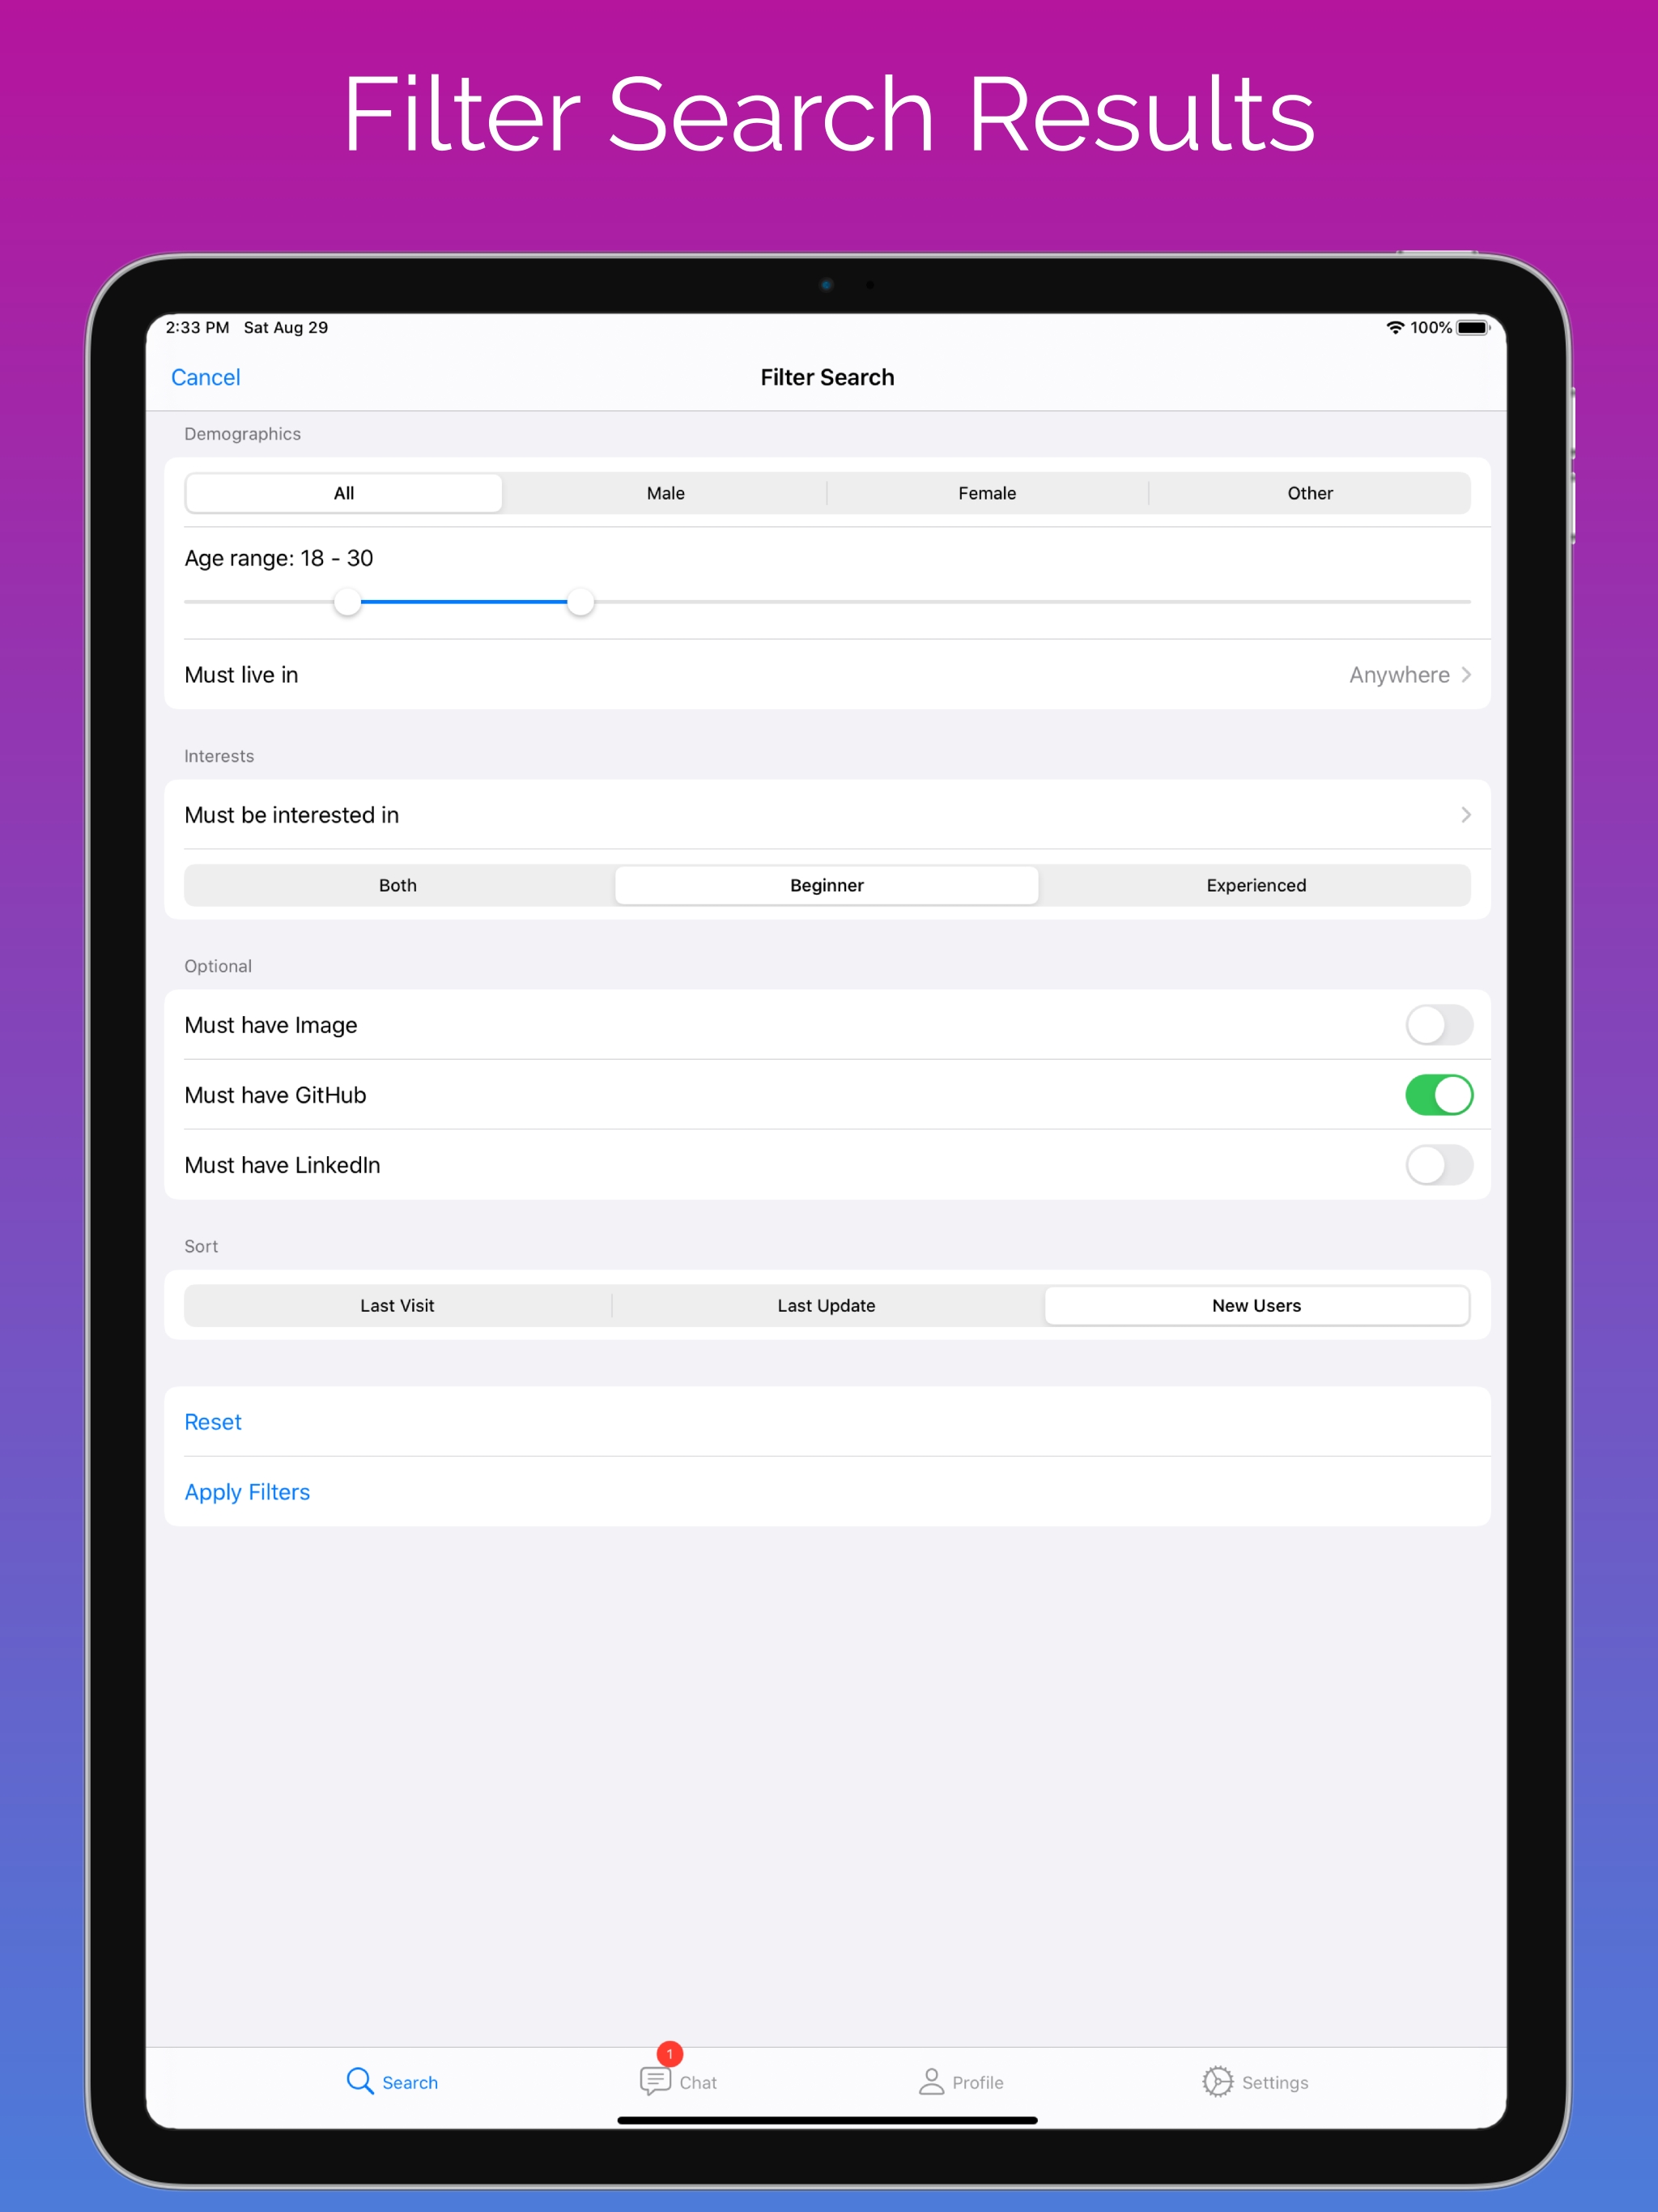 Filter Search Results
2:33 PM Sat Aug 29 100%
Cancel Filter Search
Demographics
All Male Female Other
Age range: 18 - 30
Must live in Anywhere
Interests
Must be interested in
Both Beginner Experienced
Optional
Must have Image
Must have GitHub
Must have LinkedIn
Sort
Last Visit Last Update New Users
Reset
Apply Filters
1
Search Chat Profile Settings